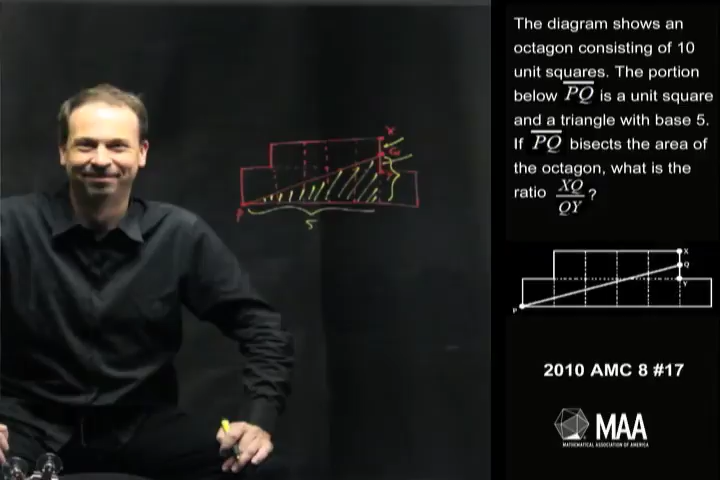 The diagram shows an
octagon consisting of 10
unit squares. The portion
below PQ is a unit square
and a triangle with base 5.
If PQ bisects the area of
the octagon, what is the
ratio XQ/QY?
X
Q
Y
P
X
Q
P
5
2010 AMC 8 #17
MAA
MATHEMATICAL ASSOCIATION OF AMERICA